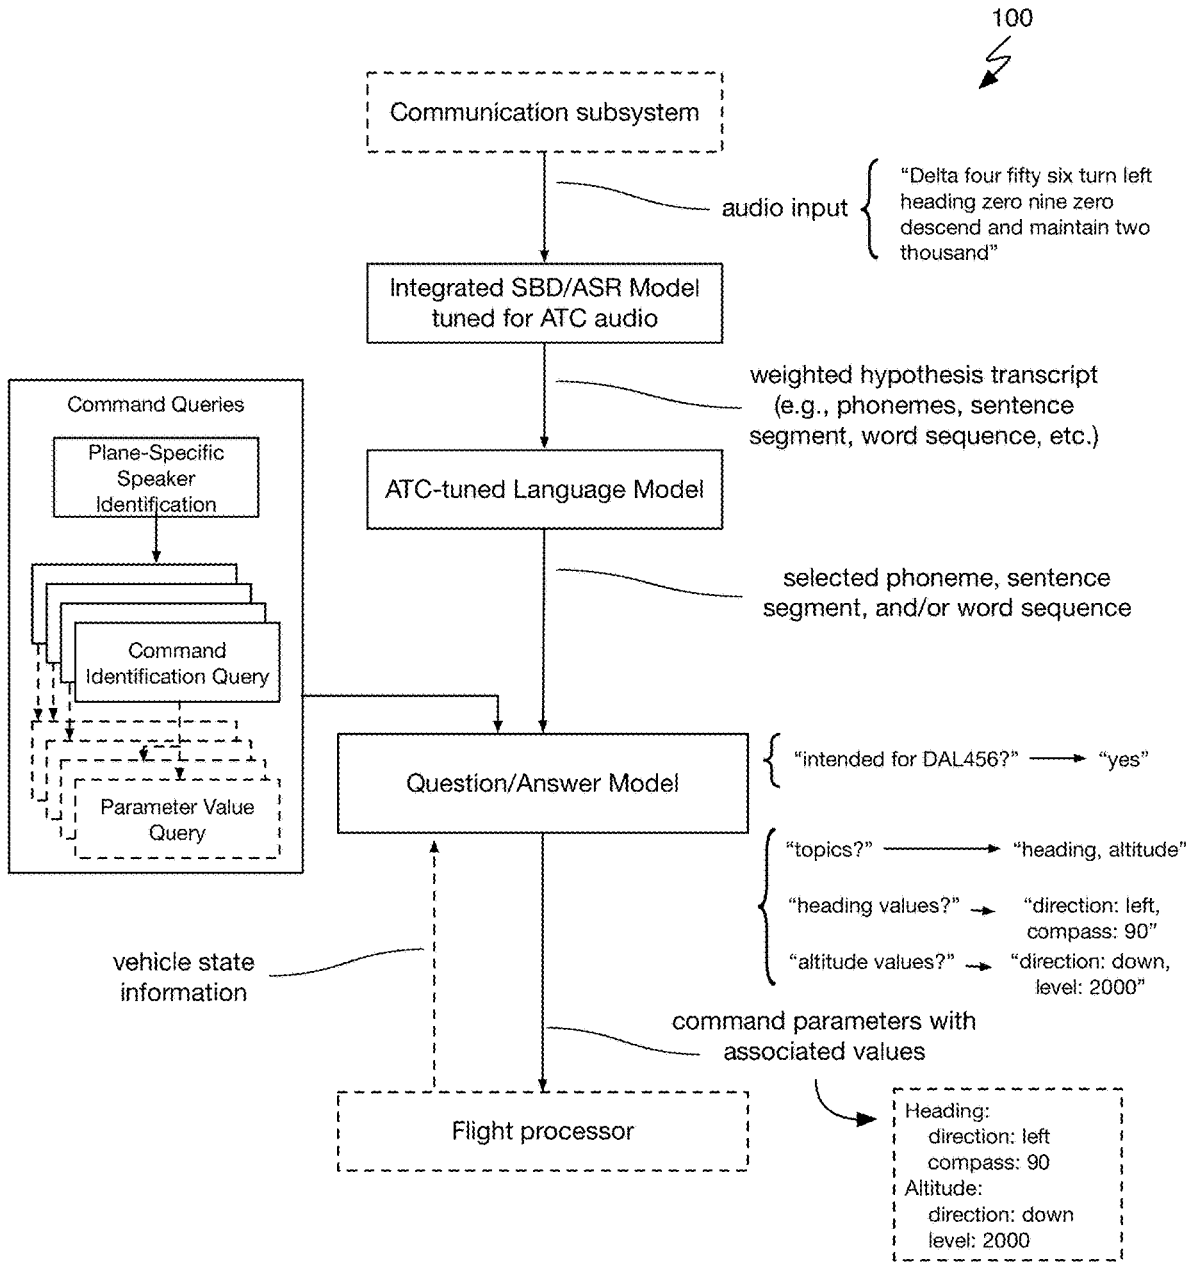 100
Communication subsystem
audio input
“Delta four fifty six turn left
heading zero nine zero
descend and maintain two
thousand”
Integrated SBD/ASR Model
tuned for ATC audio
weighted hypothesis transcript
(e.g., phonemes, sentence
segment, word sequence, etc.)
Command Queries
Plane-Specific
Speaker
Identification
ATC-tuned Language Model
selected phoneme, sentence
segment, and/or word sequence
Command
Identification Query
Parameter Value
Query
Question/Answer Model
“intended for DAL456?”
“yes”
“topics?”
“heading, altitude”
“heading values?”
“direction: left,
compass: 90”
“altitude values?”
“direction: down,
level: 2000”
vehicle state
information
command parameters with
associated values
Flight processor
Heading:
direction: left
compass: 90
Altitude:
direction: down
level: 2000